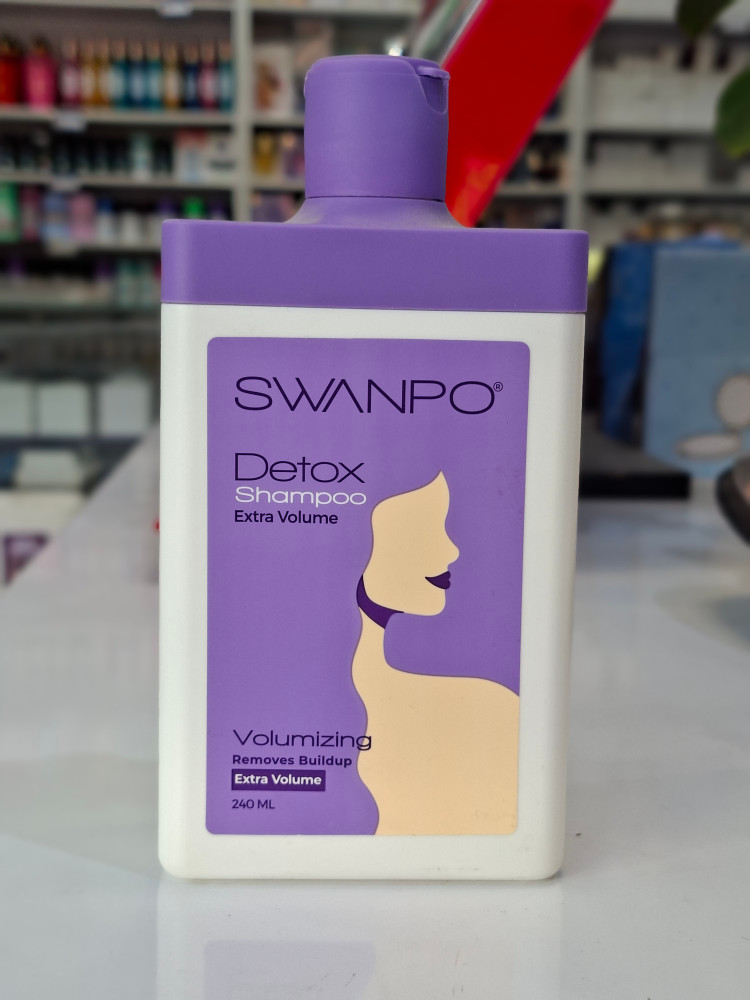 SWANPO®
Detox
Shampoo
Extra Volume
Volumizing
Removes Buildup
Extra Volume
240 ML